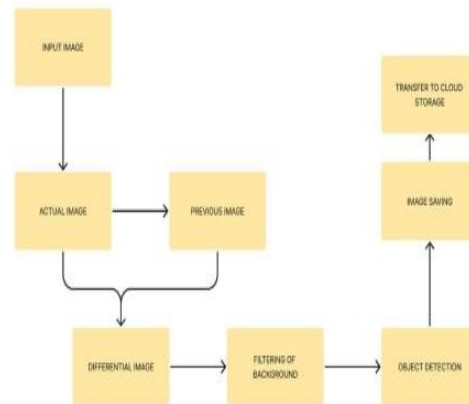 INPUT IMAGE
TRANSFER TO CLOUD
STORAGE
ACTUAL IMAGE
PREVIOUS IMAGE
IMAGE SAVING
DIFFERENTIAL IMAGE
FILTERING OF
BACKGROUND
OBJECT DETECTION